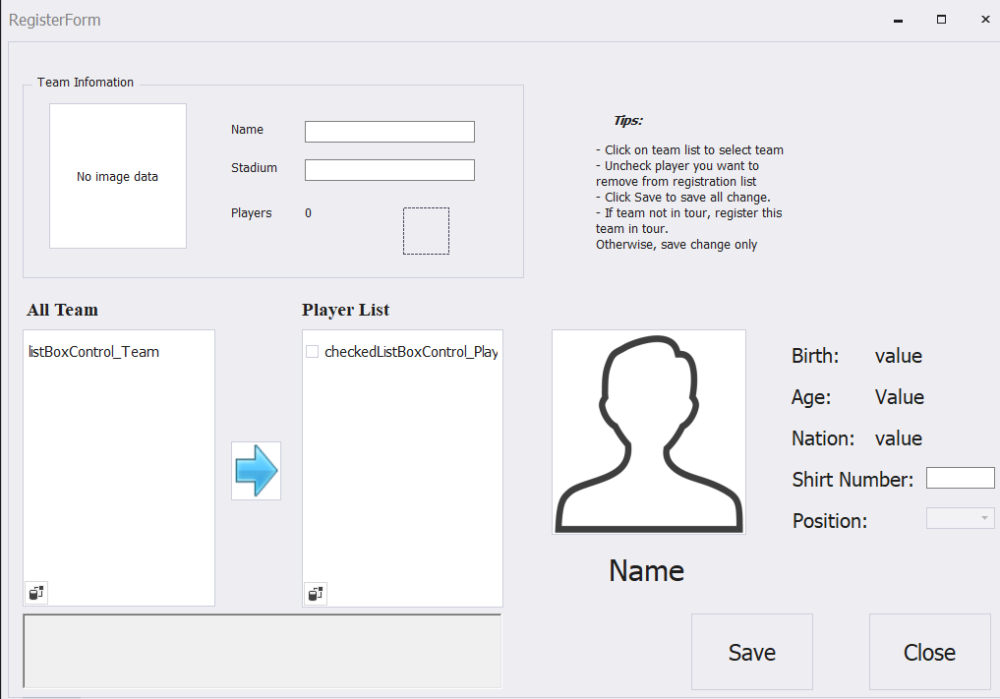 RegisterForm
Team Infomation
No image data
Name
Stadium
Players 0
Tips:
- Click on team list to select team
- Uncheck player you want to
remove from registration list
- Click Save to save all change.
- If team not in tour, register this
team in tour.
Otherwise, save change only
All Team
Player List
listBoxControl_Team
checkedListBoxControl_Play
Birth: value
Age: Value
Nation: value
Shirt Number:
Position:
Name
Save
Close